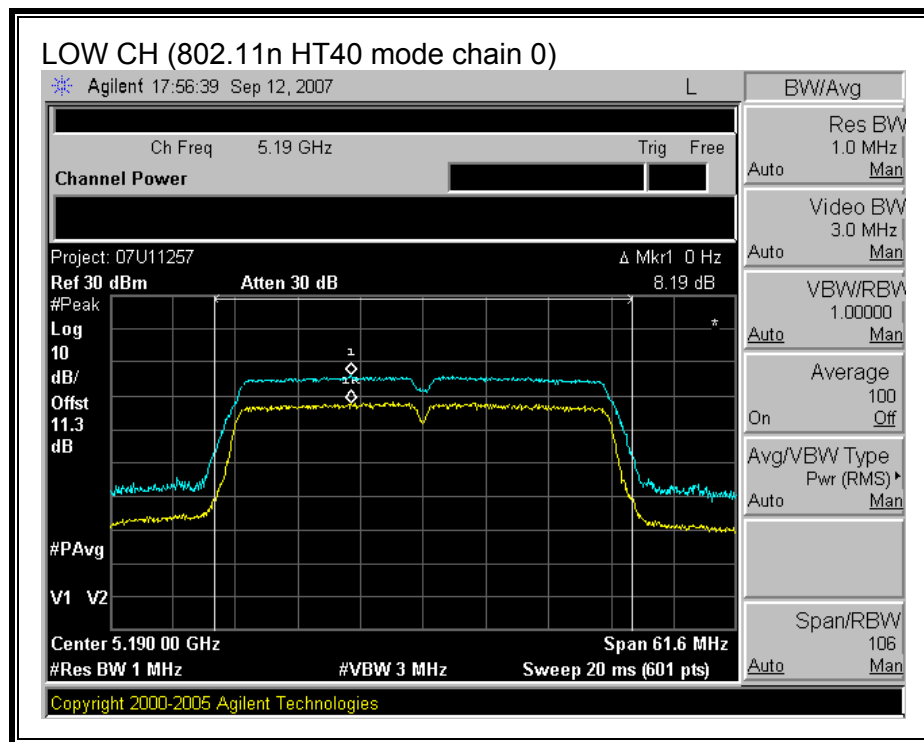 LOW CH (802.11n HT40 mode chain 0)
Agilent 17:56:39 Sep 12, 2007 L
BW/Avg
Ch Freq 5.19 GHz Trig Free
Channel Power
Res BW
1.0 MHz
Auto Man
Video BW
3.0 MHz
Auto Man
VBW/RBW
1.00000
Auto Man
Average
100
On Off
Avg/VBW Type
Pwr (RMS)
Auto Man
Span/RBW
106
Auto Man
Project: 07U11257 Δ Mkr1 0 Hz
Ref 30 dBm Atten 30 dB 8.19 dB
#Peak
Log
10
dB/
Offst
11.3
dB
1
1R
*
#PAvg
V1 V2
Center 5.190 00 GHz Span 61.6 MHz
#Res BW 1 MHz #VBW 3 MHz Sweep 20 ms (601 pts)
Copyright 2000-2005 Agilent Technologies